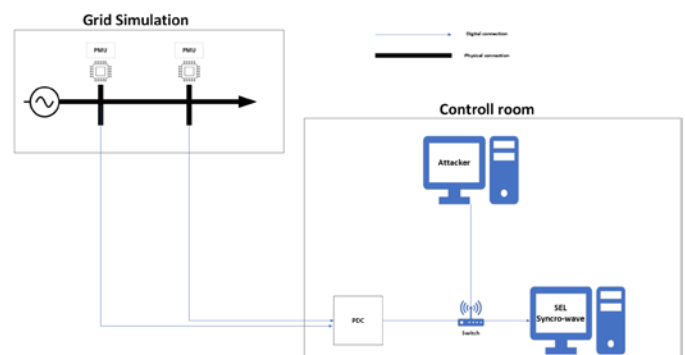 Grid Simulation
PMU
PMU
Digital connection
Physical connection
Controll room
Attacker
PDC
Switch
SEL
Syncro-wave